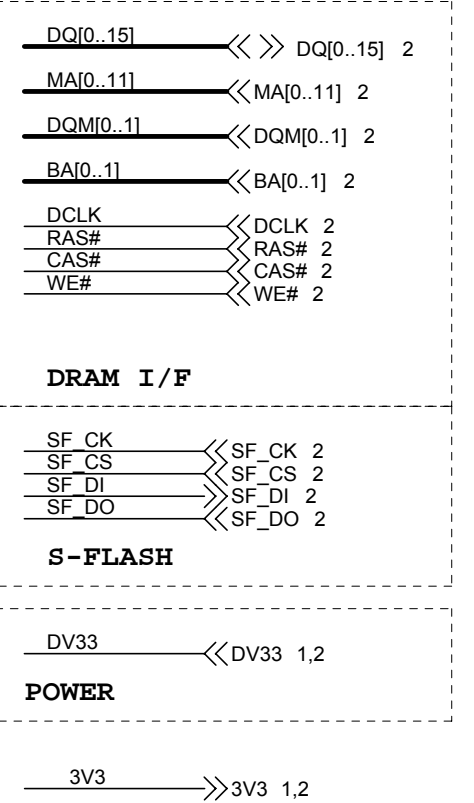 DQ[0..15] DQ[0..15] 2
MA[0..11] MA[0..11] 2
DQM[0..1] DQM[0..1] 2
BA[0..1] BA[0..1] 2
DCLK DCLK 2
RAS# RAS# 2
CAS# CAS# 2
WE# WE# 2
DRAM I/F
SF_CK SF_CK 2
SF_CS SF_CS 2
SF_DI SF_DI 2
SF_DO SF_DO 2
S-FLASH
DV33 DV33 1,2
POWER
3V3 3V3 1,2